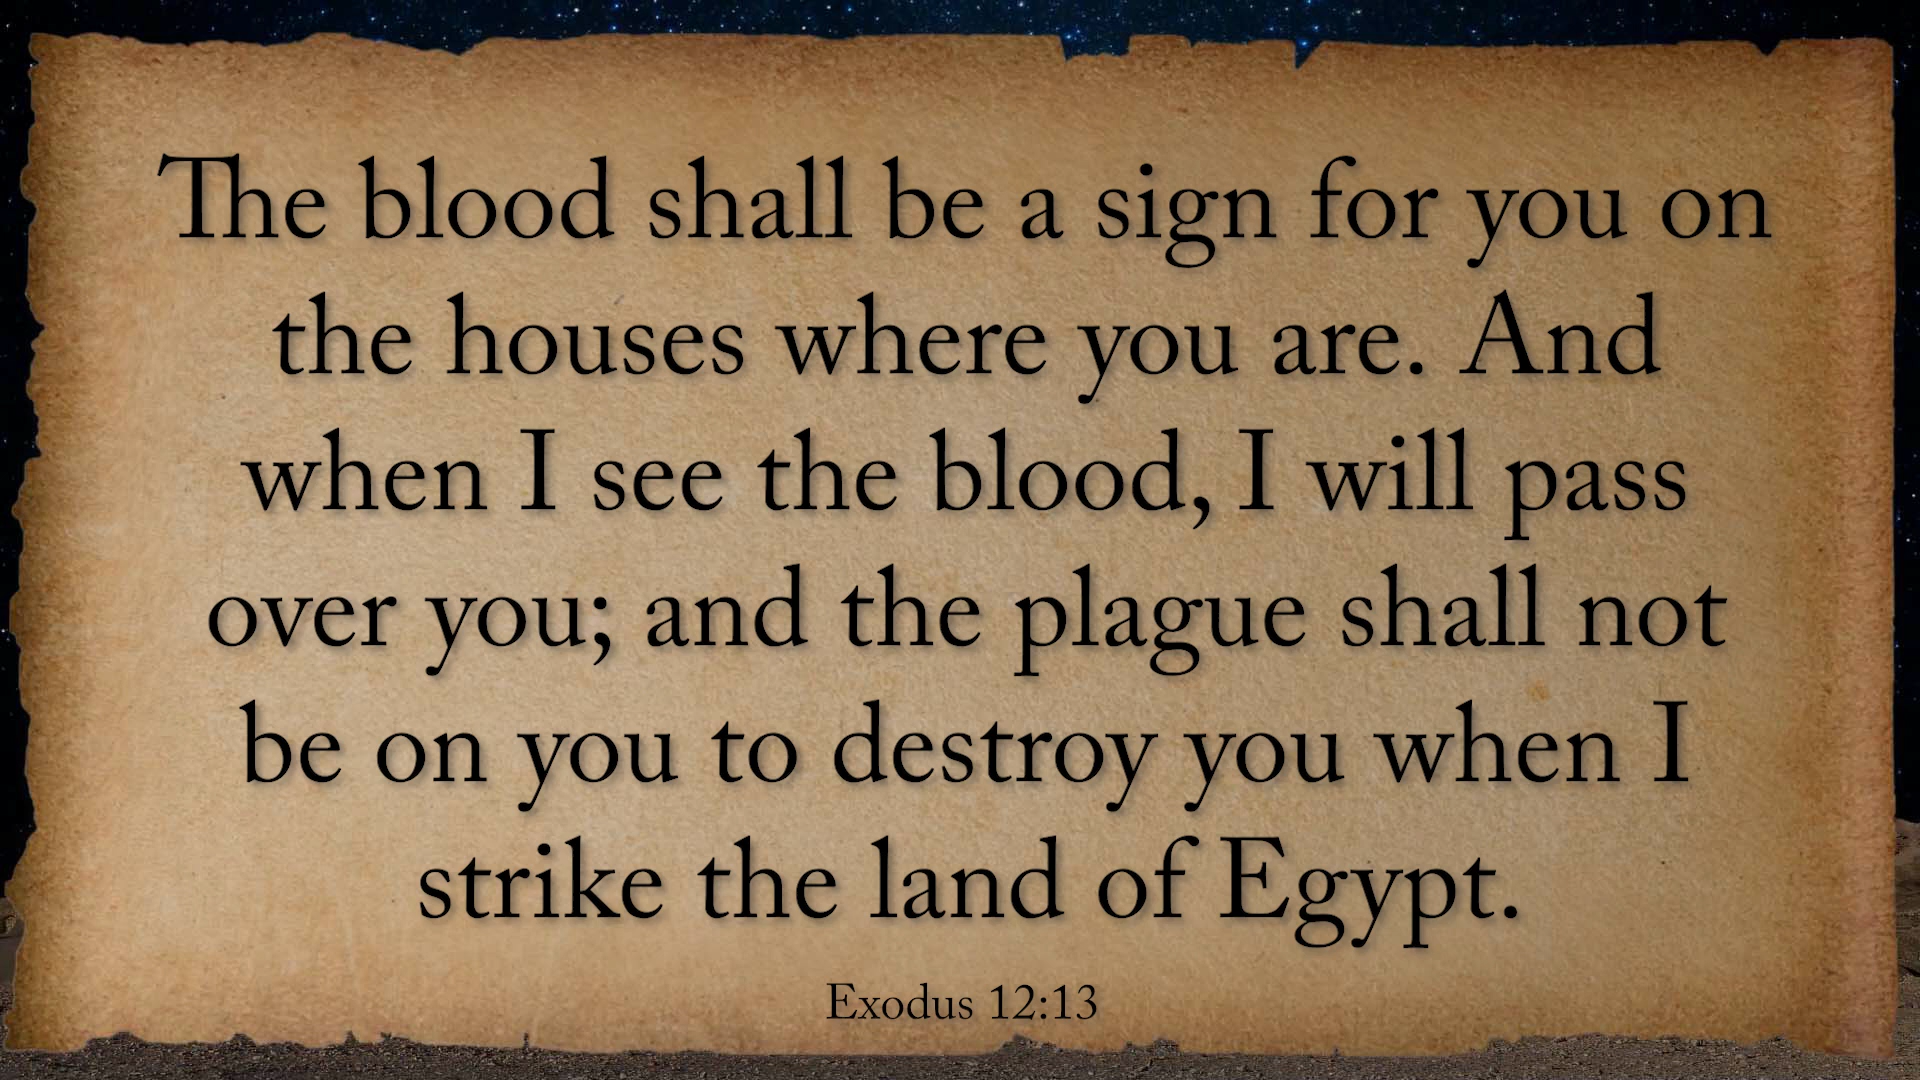 The blood shall be a sign for you on
the houses where you are. And
when I see the blood, I will pass
over you; and the plague shall not
be on you to destroy you when I
strike the land of Egypt.
Exodus 12:13